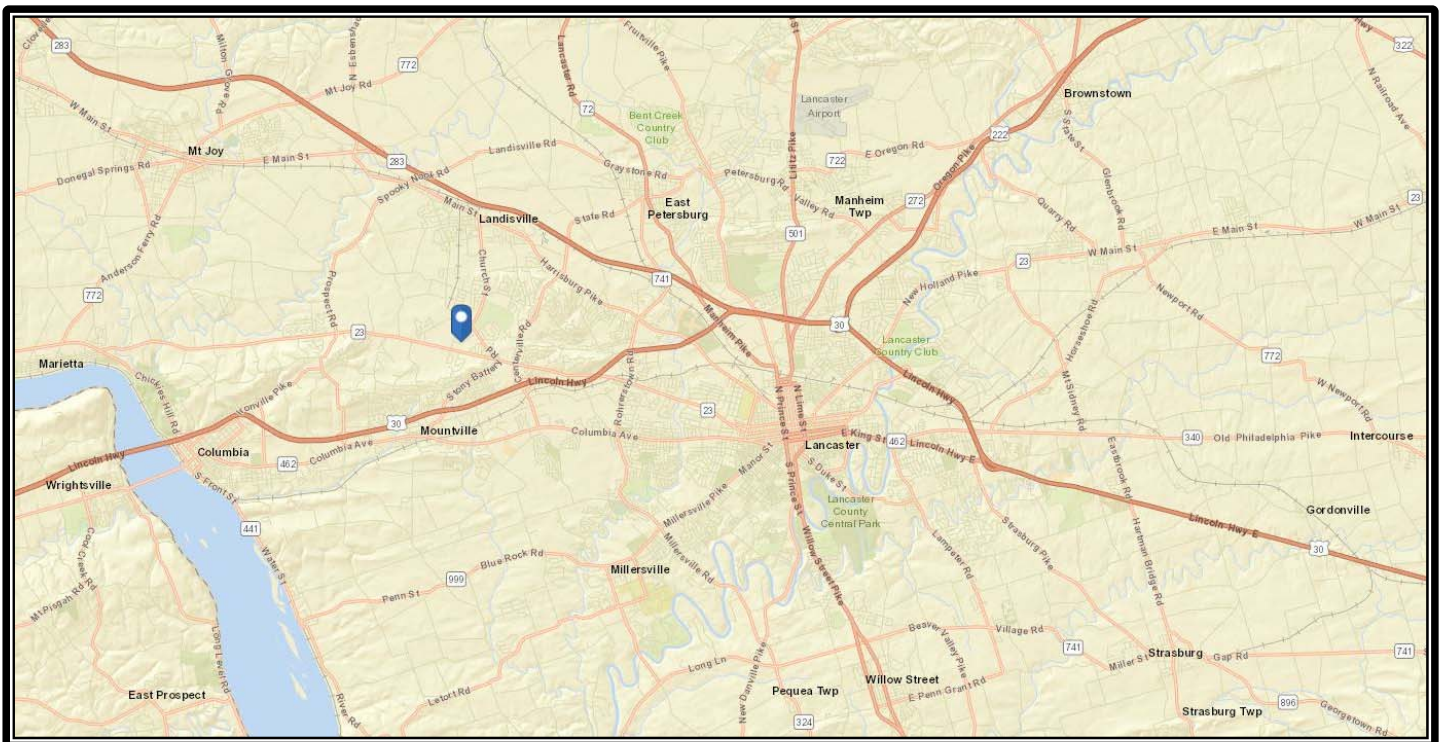 283
Milton Grove Rd
N Esbenshade
772
Mt Joy Rd
Lancaster Rd
Fruitville Pike
322
N Railroad Ave
W Main St
Mt Joy
E Main St
Donegal Springs Rd
283
Spooky Nook Rd
Landisville Rd
72
Bent Creek
Country
Club
Lancaster
Airport
Lititz Pike
722
E Oregon Rd
Oregon Pike
222
Brownstown
S State St
Graystone Rd
Petersburg Rd
Valley Rd
Manheim
Twp
272
Glenbrook Rd
Quarry Rd
23
W Main St
E Main St
W Main St
23
Main St
Landisville
State Rd
East
Petersburg
501
Anderson Ferry Rd
772
Prospect Rd
Church St
Harrisburg Pike
741
Manheim Pike
New Holland Pike
Newport Rd
Horseshoe Rd
23
Stony Battery Rd
Centerville Rd
30
Lancaster
Country Club
772
W Newport Rd
Marietta
Chickies Hill Rd
Lincoln Hwy
Rohrerstown Rd
23
N Prince St
N Lime St
Lincoln Hwy
Mt Sidney Rd
30
Mountville
Columbia Ave
Columbia Ave
Lancaster
E King St
462
Lincoln Hwy E
340
Old Philadelphia Pike
Intercourse
Lincoln Hwy
Columbia
462
Wrightsville
S Front St
Manor St
S Duke St
S Prince St
Eastbrook Rd
Millersville Pike
Lancaster
County
Central Park
Gordonville
441
Water St
Cool Creek Rd
Mt Pisgah Rd
Blue Rock Rd
999
Penn St
Millersville
Millersville Rd
Willow Street Pike
Lampeter Rd
Strasburg Pike
Hartman Bridge Rd
Lincoln Hwy E
30
Long Level Rd
River Rd
East Prospect
Letort Rd
Long Ln
New Danville Pike
Pequea Twp
324
Beaver Valley Pike
Village Rd
741
Willow Street
E Penn Grant Rd
Miller St
Strasburg
Gap Rd
741
Strasburg Twp
896
Georgetown Rd